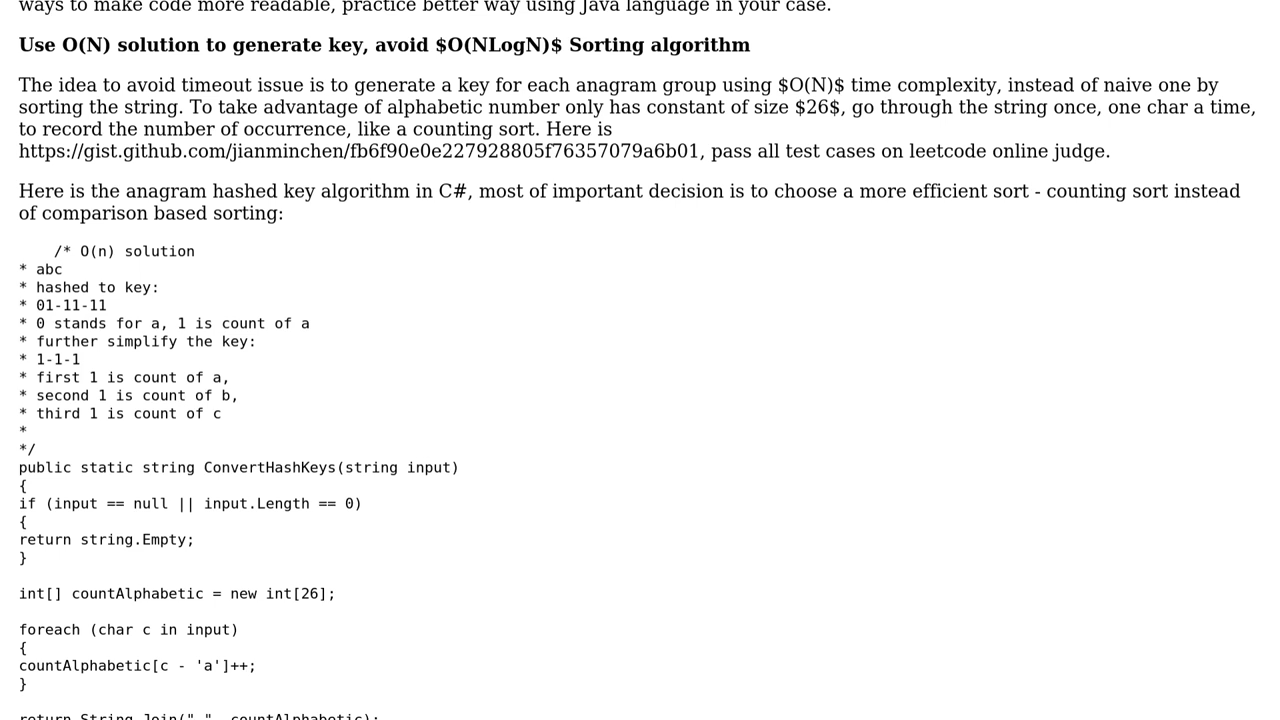 ways to make code more readable, practice better way using Java language in your case.
Use O(N) solution to generate key, avoid $O(NLogN)$ Sorting algorithm
The idea to avoid timeout issue is to generate a key for each anagram group using $O(N)$ time complexity, instead of naive one by
sorting the string. To take advantage of alphabetic number only has constant of size $26$, go through the string once, one char a time,
to record the number of occurrence, like a counting sort. Here is
https://gist.github.com/jianminchen/fb6f90e0e227928805f76357079a6b01, pass all test cases on leetcode online judge.
Here is the anagram hashed key algorithm in C#, most of important decision is to choose a more efficient sort - counting sort instead
of comparison based sorting:
/* O(n) solution
* abc
* hashed to key:
* 01-11-11
* 0 stands for a, 1 is count of a
* further simplify the key:
* 1-1-1
* first 1 is count of a,
* second 1 is count of b,
* third 1 is count of c
*
*/
public static string ConvertHashKeys(string input)
{
if (input == null || input.Length == 0)
{
return string.Empty;
}
int[] countAlphabetic = new int[26];
foreach (char c in input)
{
countAlphabetic[c - 'a']++;
}
return String.Join("-", countAlphabetic);